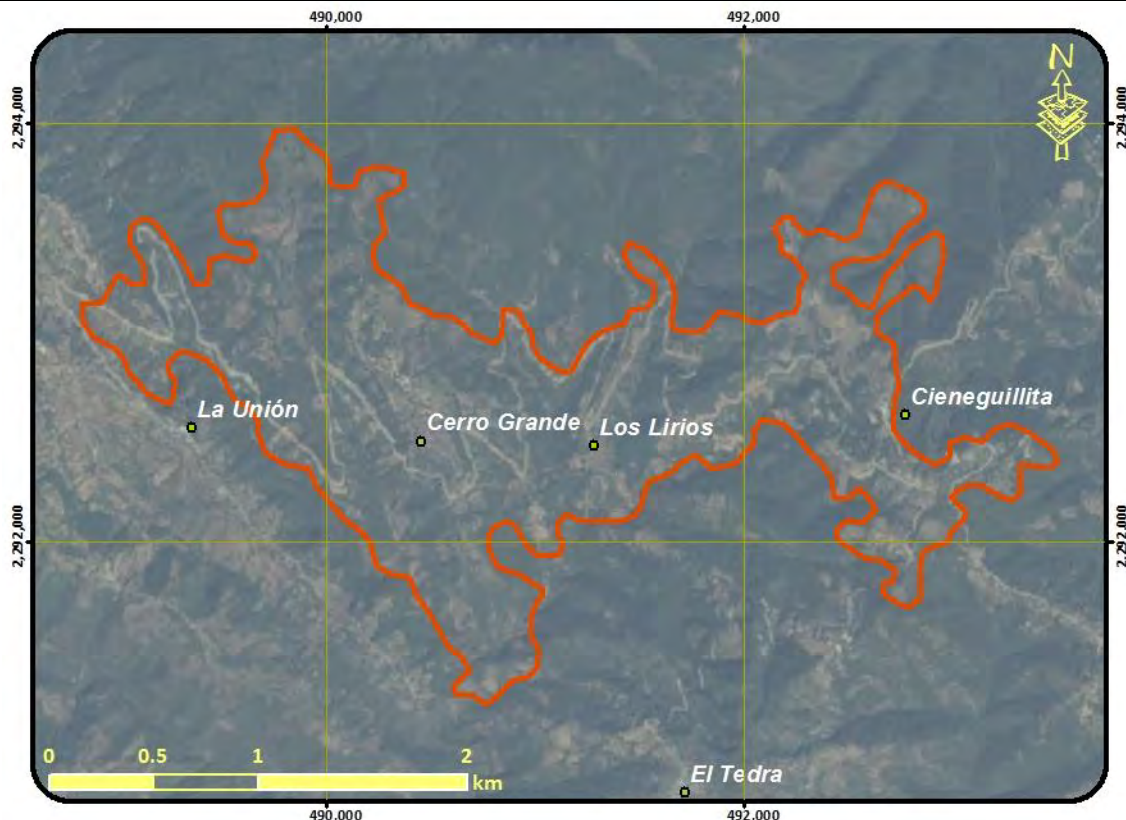 490,000
492,000
N
2,294,000
2,294,000
La Unión
Cerro Grande
Los Lirios
Cieneguillita
2,292,000
2,292,000
0
0.5
1
2
km
El Tedra
490,000
492,000